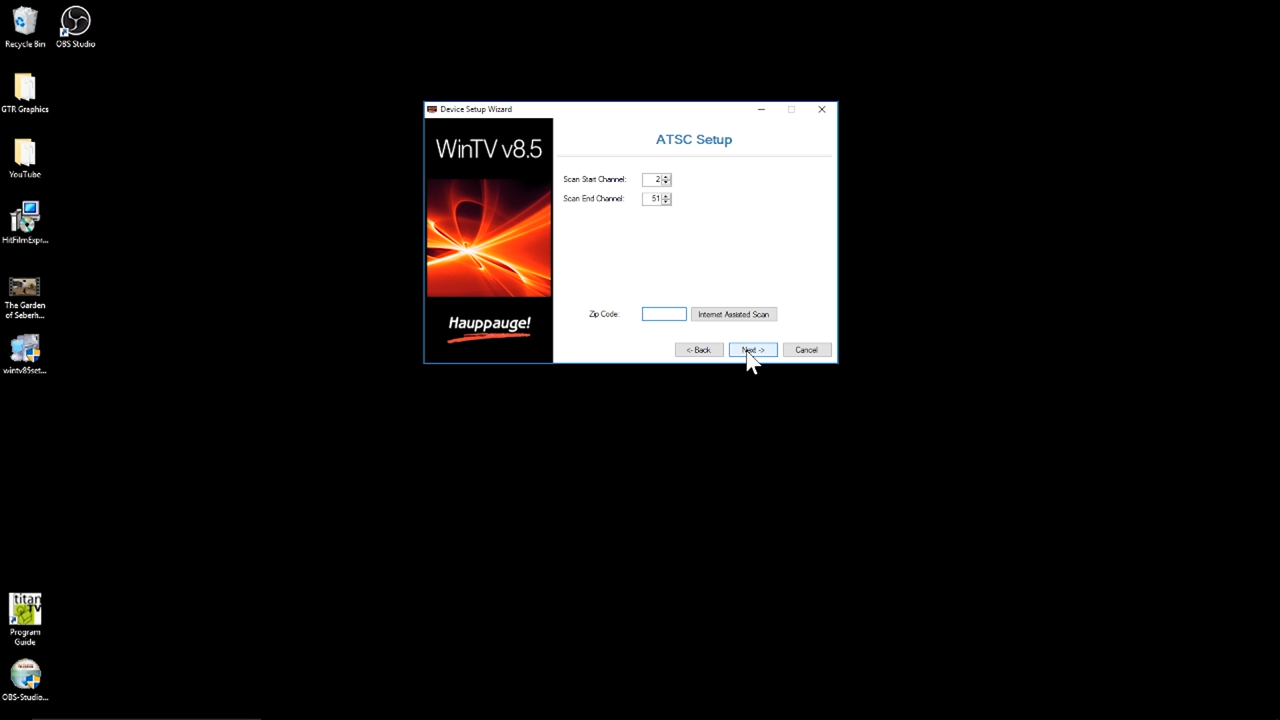 Recycle Bin
OBS Studio
GTR Graphics
YouTube
HitFilmExpr...
The Garden
of Seberh...
wintv85set...
titan
TV
Program
Guide
OBS-Studio...
Device Setup Wizard
WinTV v8.5
Hauppauge!
ATSC Setup
Scan Start Channel: 2
Scan End Channel: 51
Zip Code: Internet Assisted Scan
<- Back Next -> Cancel